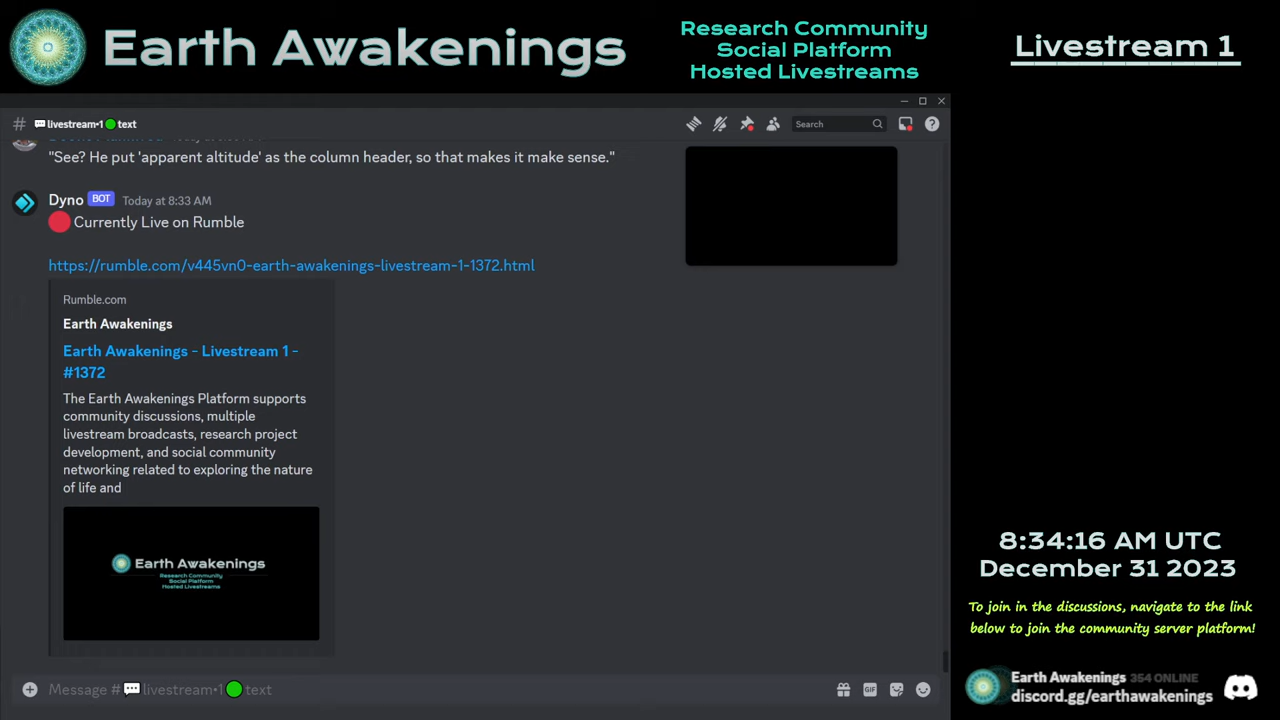 Earth Awakenings
Research Community
Social Platform
Hosted Livestreams
Livestream 1
# livestream•1 text
Search
"See? He put 'apparent altitude' as the column header, so that makes it make sense."
Dyno BOT Today at 8:33 AM
Currently Live on Rumble
https://rumble.com/v445vn0-earth-awakenings-livestream-1-1372.html
Rumble.com
Earth Awakenings
Earth Awakenings - Livestream 1 -
#1372
The Earth Awakenings Platform supports
community discussions, multiple
livestream broadcasts, research project
development, and social community
networking related to exploring the nature
of life and
Earth Awakenings
Research Community
Social Platform
Hosted Livestreams
Message # livestream•1 text
GIF
8:34:16 AM UTC
December 31 2023
To join in the discussions, navigate to the link
below to join the community server platform!
Earth Awakenings 354 ONLINE
discord.gg/earthawakenings